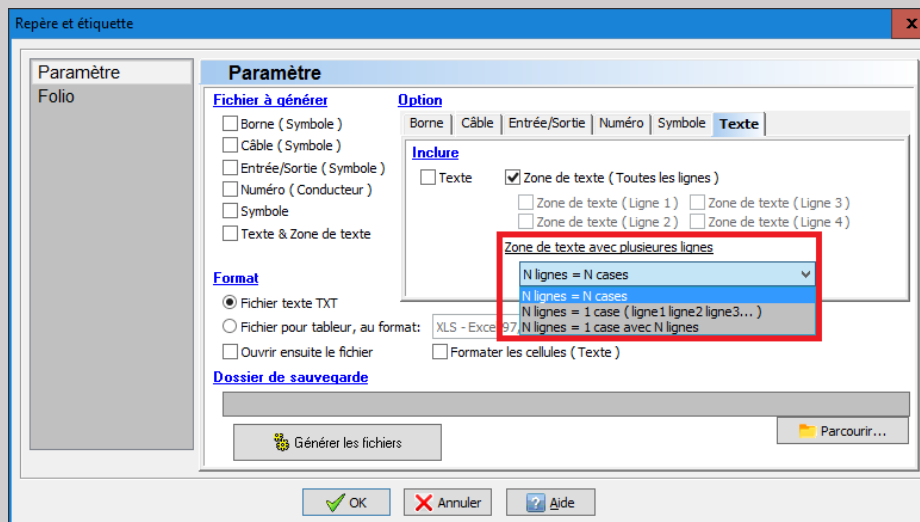 Repère et étiquette
x
Paramètre
Folio
Paramètre
Fichier à générer
Borne ( Symbole )
Câble ( Symbole )
Entrée/Sortie ( Symbole )
Numéro ( Conducteur )
Symbole
Texte & Zone de texte
Option
Borne Câble Entrée/Sortie Numéro Symbole Texte
Inclure
Texte Zone de texte ( Toutes les lignes )
Zone de texte ( Ligne 1 ) Zone de texte ( Ligne 3 )
Zone de texte ( Ligne 2 ) Zone de texte ( Ligne 4 )
Zone de texte avec plusieures lignes
N lignes = N cases
N lignes = N cases
N lignes = 1 case ( ligne1 ligne2 ligne3... )
N lignes = 1 case avec N lignes
Format
Fichier texte TXT
Fichier pour tableur, au format: XLS - Excel 97/
Ouvrir ensuite le fichier Formater les cellules ( Texte )
Dossier de sauvegarde
Parcourir...
Générer les fichiers
OK Annuler Aide